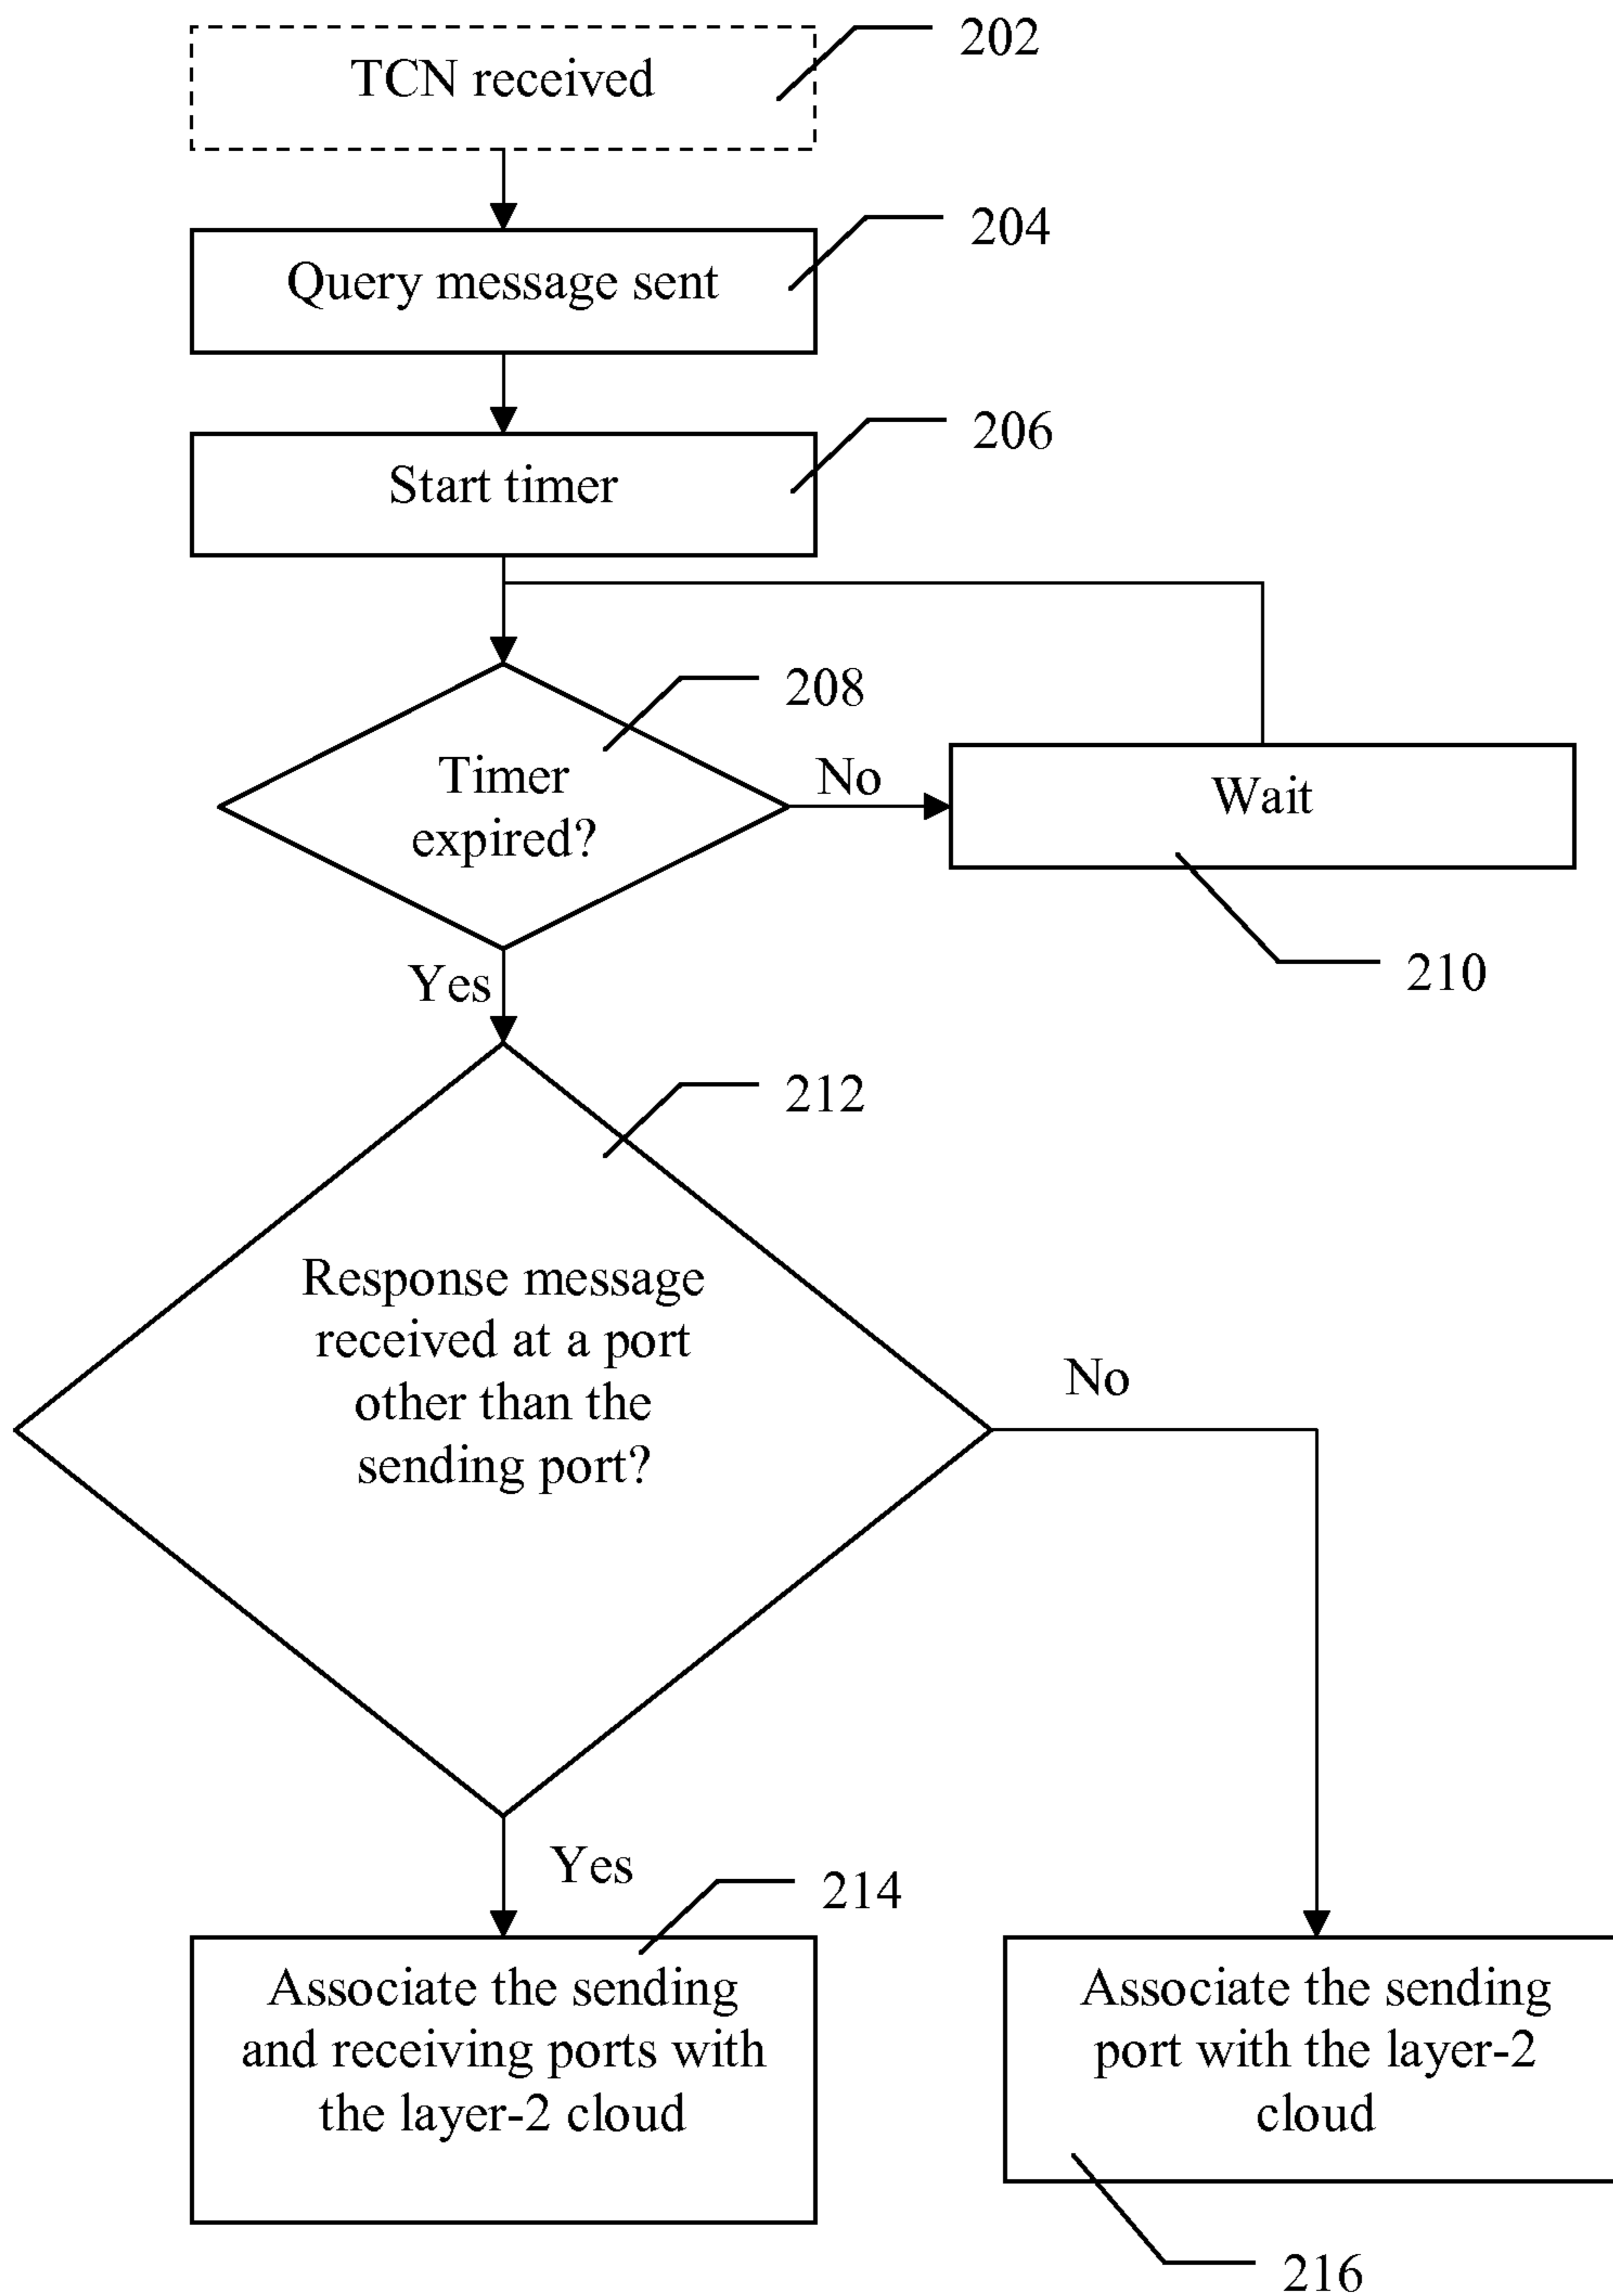 TCN received
202
Query message sent
204
Start timer
206
Timer
expired?
208
No
Wait
210
Yes
212
Response message
received at a port
other than the
sending port?
No
Yes
214
Associate the sending
and receiving ports with
the layer-2 cloud
Associate the sending
port with the layer-2
cloud
216